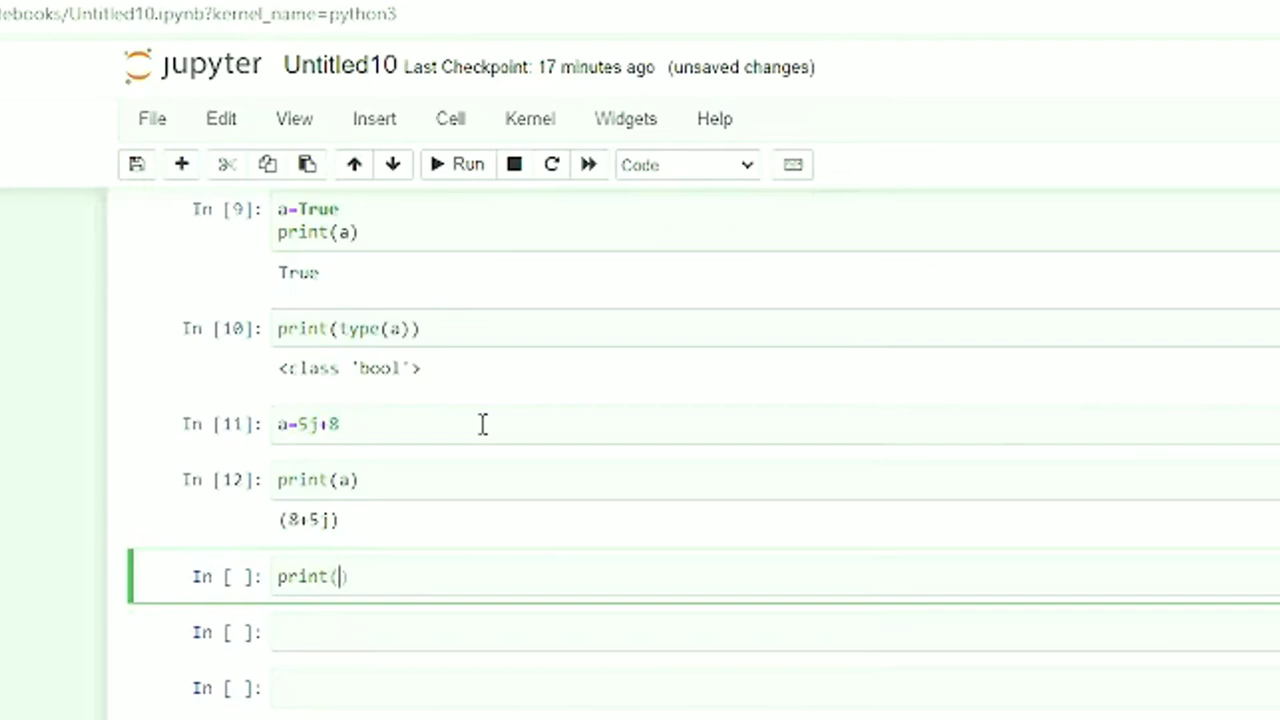 tebooks/Untitled10.ipynb?kernel_name=python3
jupyter Untitled10 Last Checkpoint: 17 minutes ago (unsaved changes)
File Edit View Insert Cell Kernel Widgets Help
Run Code
In [9]: a=True
print(a)
True
In [10]: print(type(a))
<class 'bool'>
In [11]: a=5j+8
In [12]: print(a)
(8+5j)
In [ ]: print()
In [ ]:
In [ ]: